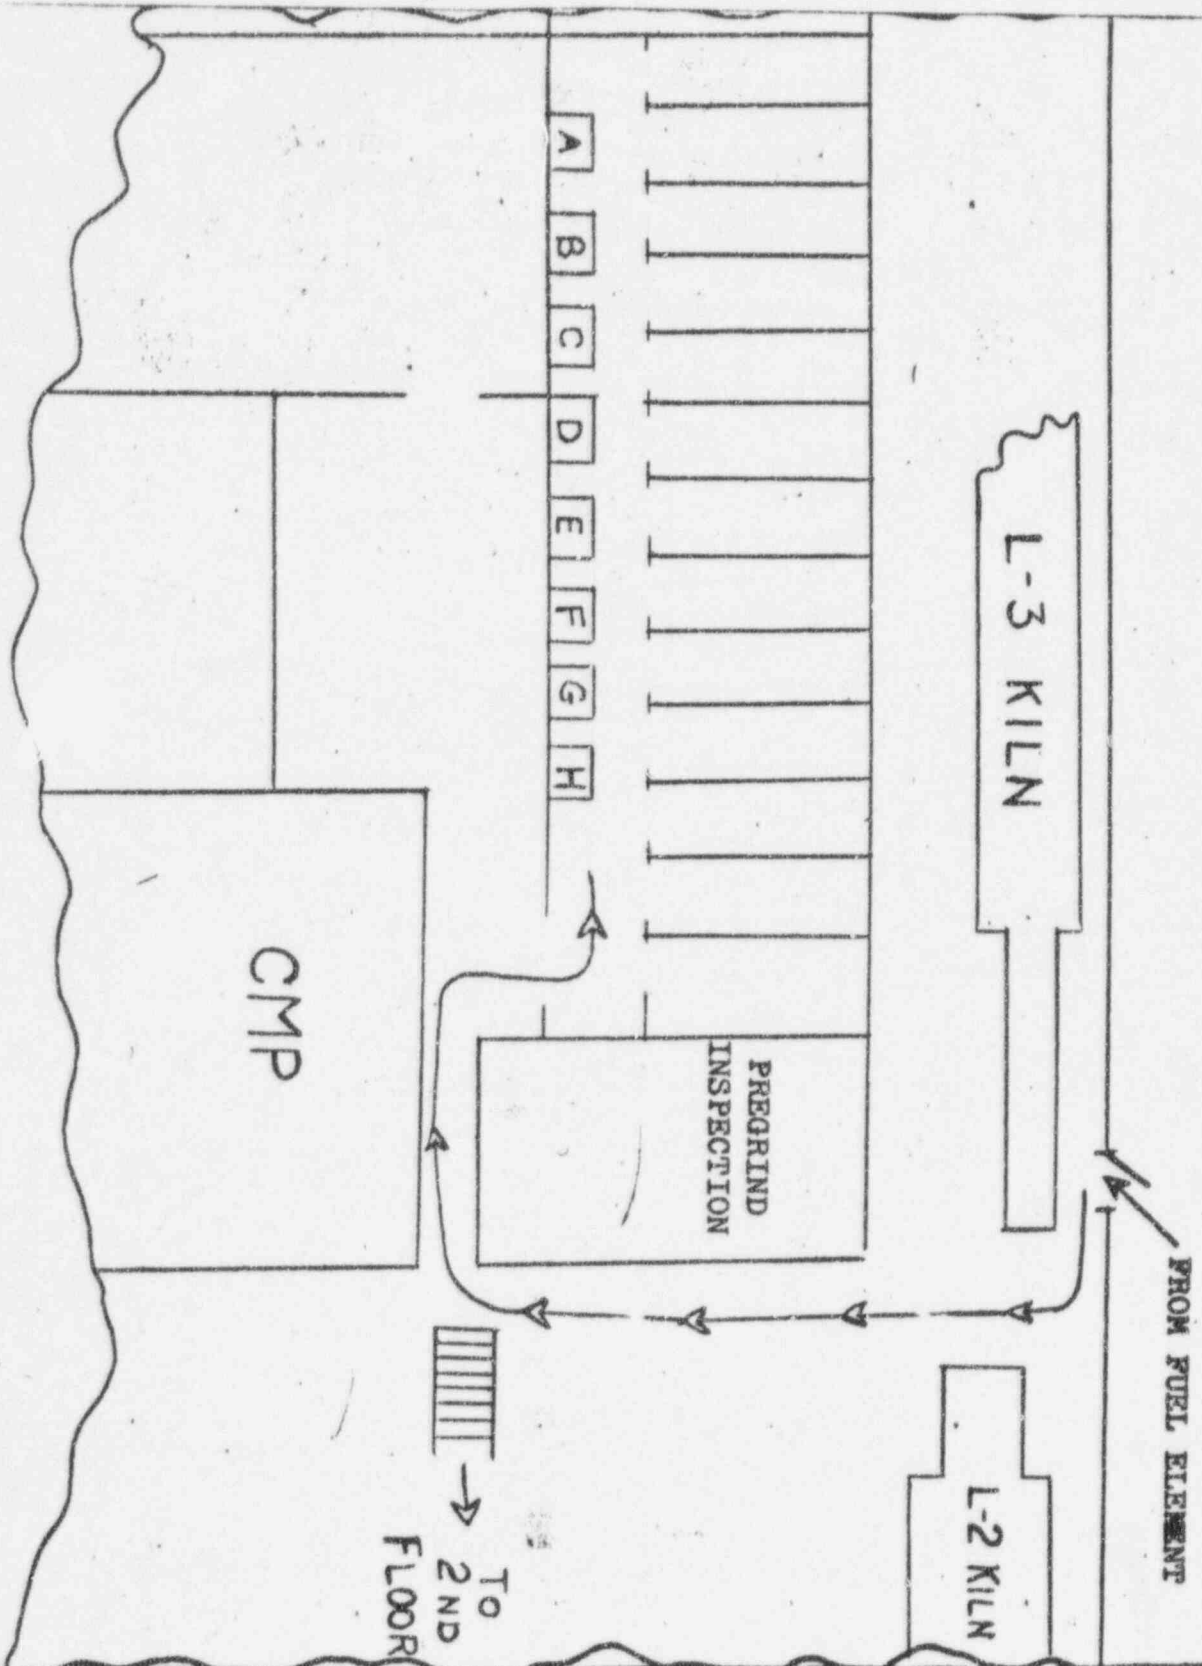 FROM FUEL ELEMENT
L-3 KILN
L-2 KILN
PREGRIND
INSPECTION
A
B
C
D
E
F
G
H
TO
2ND
FLOOR
CMP